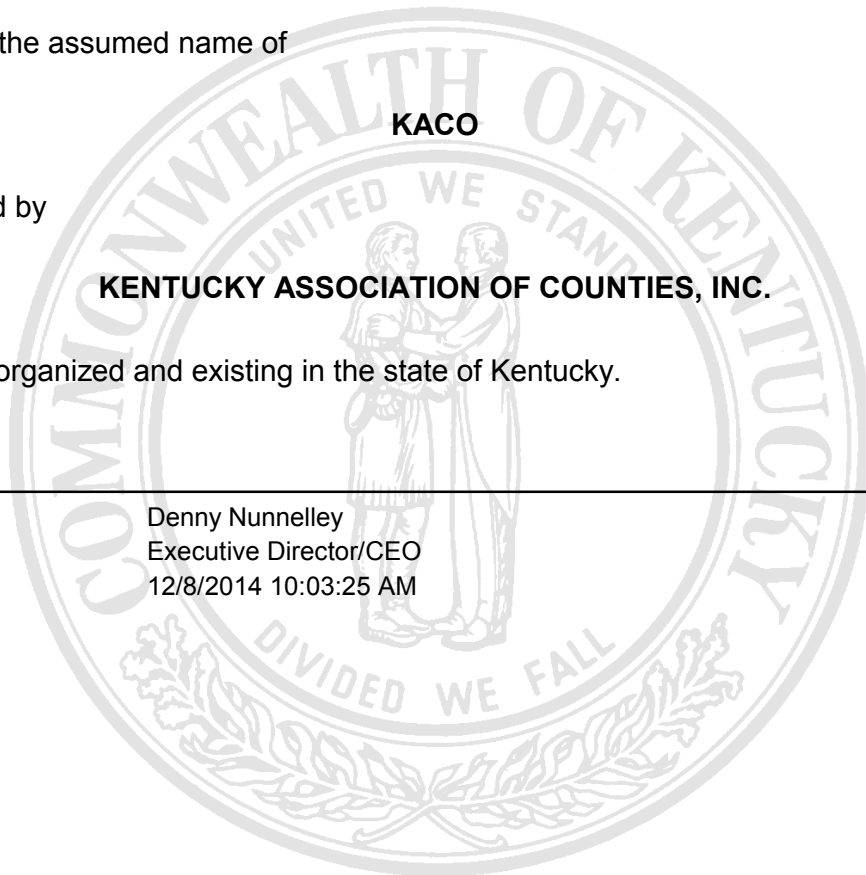 the assumed name of
KACO
d by
KENTUCKY ASSOCIATION OF COUNTIES, INC.
organized and existing in the state of Kentucky.
Denny Nunnelley
Executive Director/CEO
12/8/2014 10:03:25 AM
COMMONWEALTH OF KENTUCKY
UNITED WE STAND
DIVIDED WE FALL